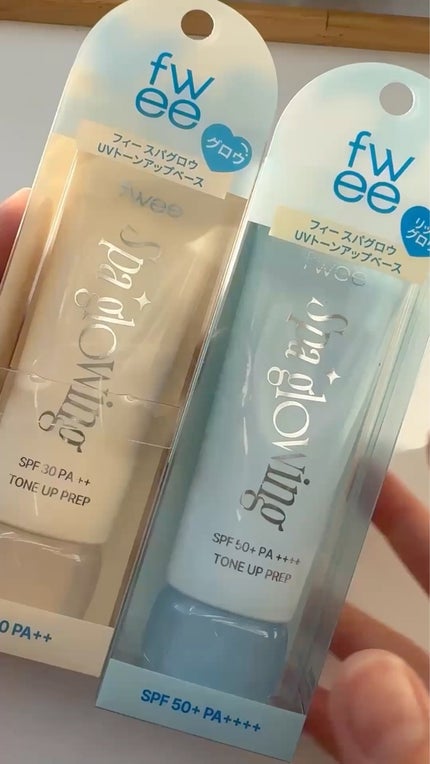 fw
ee
グロウ
フィー スパグロウ
UVトーンアップベース
fwee
Spa glowing
SPF 30 PA ++
TONE UP PREP
0 PA++
fw
ee
グロ
フィー スパグロウ
UVトーンアップベース
fwee
Spa glowing
SPF 50+ PA ++++
TONE UP PREP
SPF 50+ PA++++